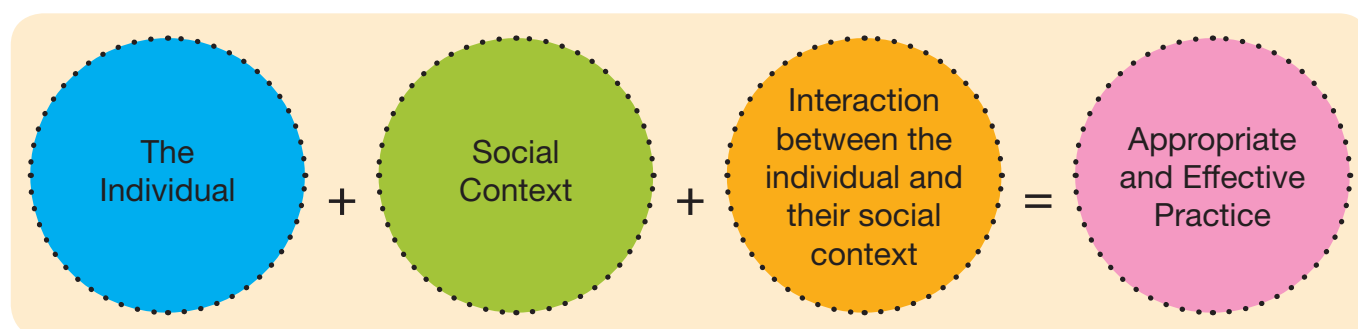 The
Individual
+
Social
Context
+
Interaction
between the
individual and
their social
context
=
Appropriate
and Effective
Practice